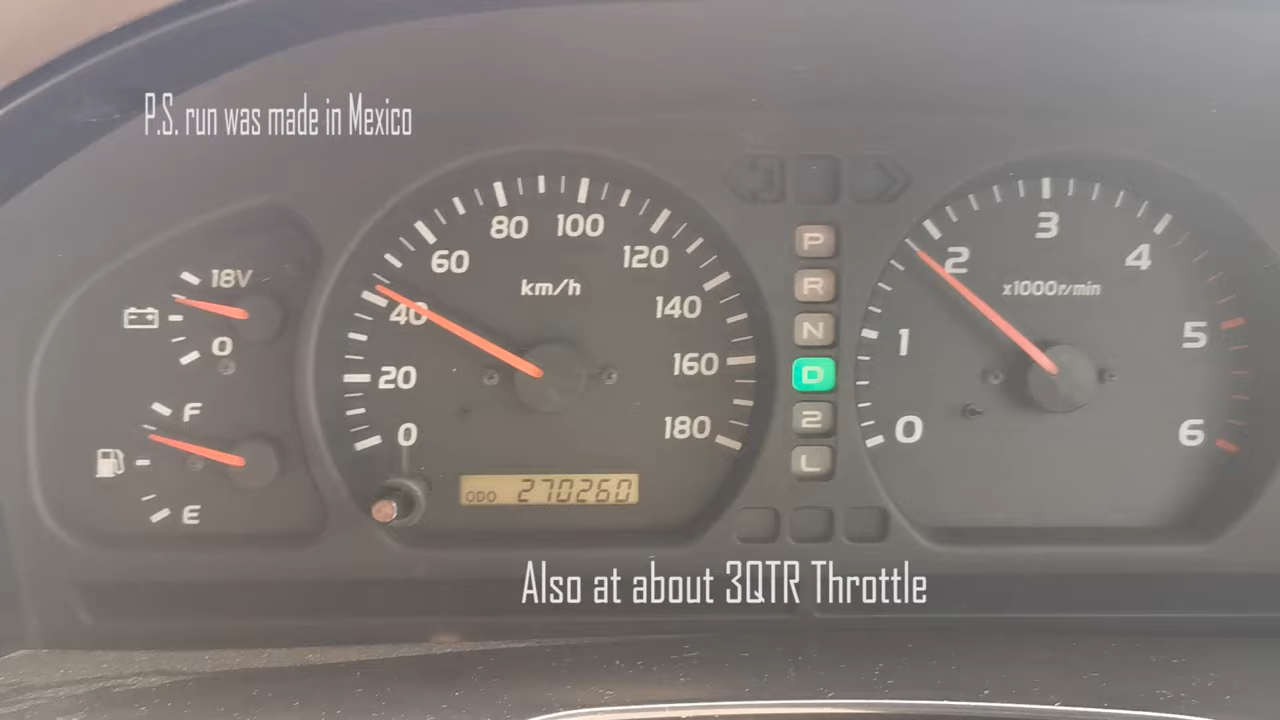 P.S. run was made in Mexico
18V
0
F
E
0
20
40
60
80
100
120
140
160
180
km/h
ODO 270260
P
R
N
D
2
L
0
1
2
3
4
5
6
x1000r/min
Also at about 3QTR Throttle